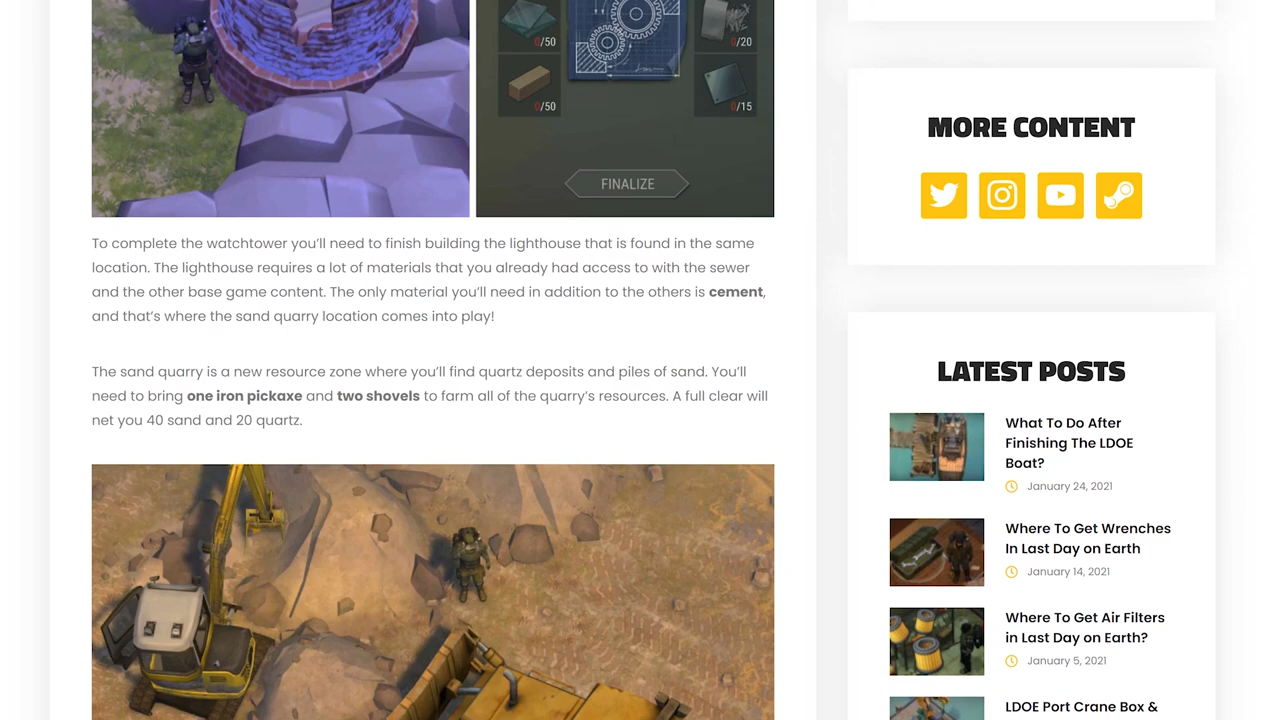 0/50
0/20
0/50
0/15
FINALIZE
To complete the watchtower you’ll need to finish building the lighthouse that is found in the same
location. The lighthouse requires a lot of materials that you already had access to with the sewer
and the other base game content. The only material you’ll need in addition to the others is cement,
and that’s where the sand quarry location comes into play!
The sand quarry is a new resource zone where you’ll find quartz deposits and piles of sand. You’ll
need to bring one iron pickaxe and two shovels to farm all of the quarry’s resources. A full clear will
net you 40 sand and 20 quartz.
MORE CONTENT
LATEST POSTS
What To Do After
Finishing The LDOE
Boat?
January 24, 2021
Where To Get Wrenches
In Last Day on Earth
January 14, 2021
Where To Get Air Filters
in Last Day on Earth?
January 5, 2021
LDOE Port Crane Box &